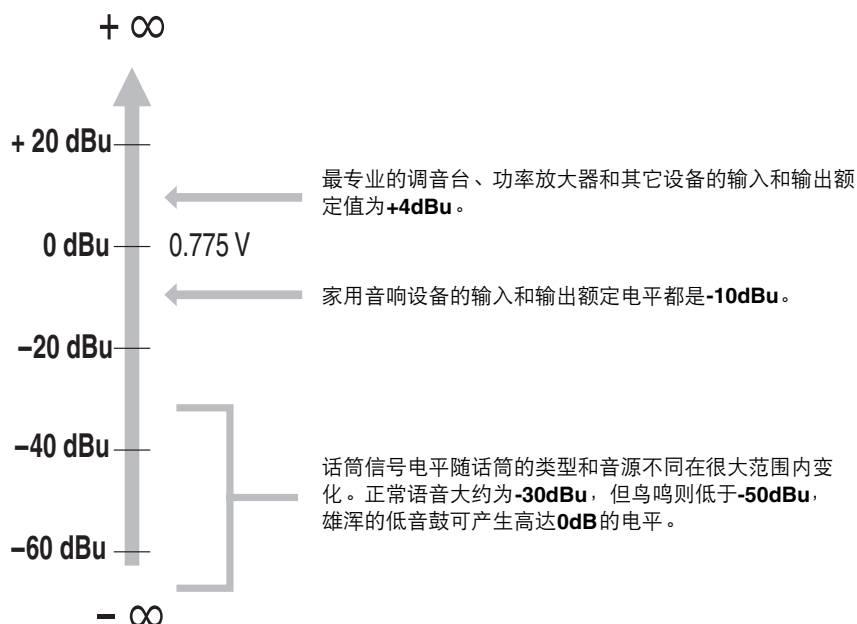 + ∞
+ 20 dBu
最专业的调音台、功率放大器和其它设备的输入和输出额
定值为+4dBu。
0 dBu
0.775 V
家用音响设备的输入和输出额定电平都是-10dBu。
−20 dBu
−40 dBu
话筒信号电平随话筒的类型和音源不同在很大范围内变
化。正常语音大约为-30dBu，但鸟鸣则低于-50dBu，
雄浑的低音鼓可产生高达0dB的电平。
−60 dBu
− ∞